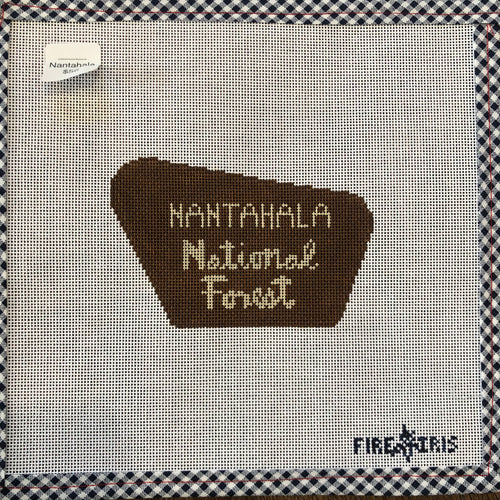 Nantahala
NANTAHALA
National
Forest
FIRE IRIS